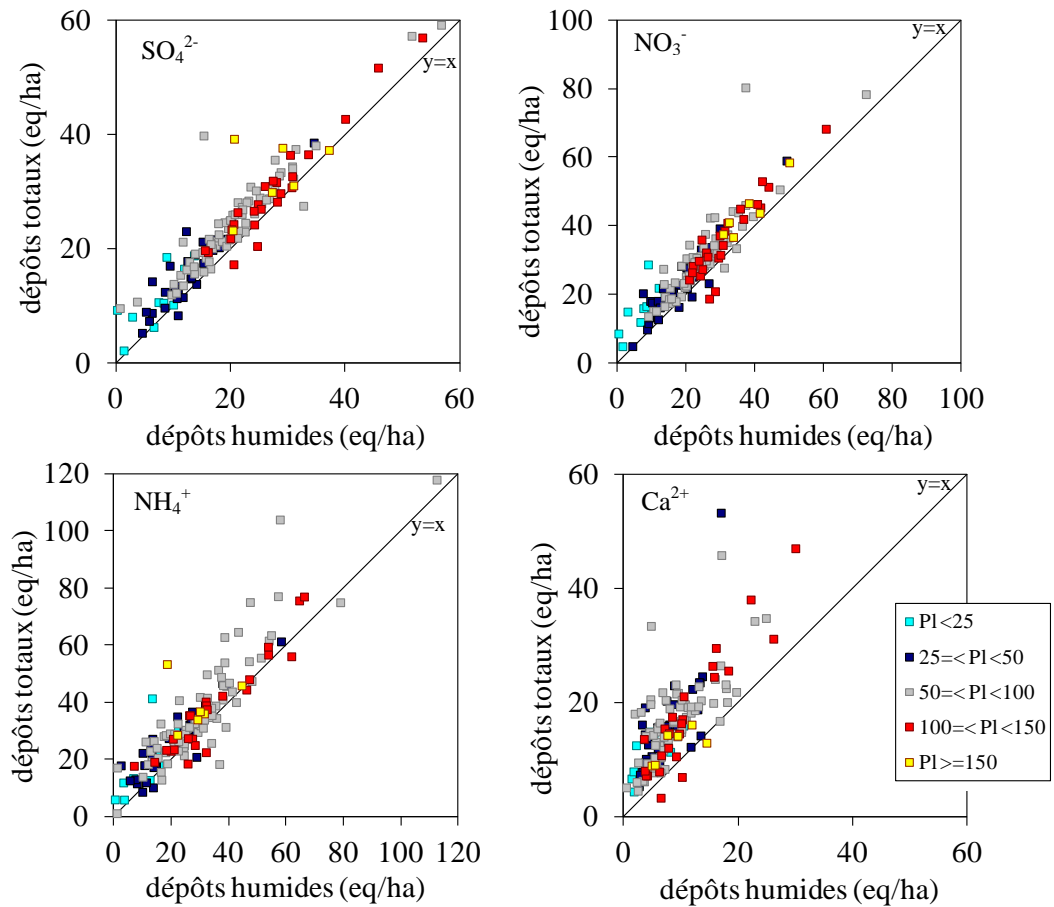 SO₄²⁻
y=x
60
40
20
0
0
20
40
60
dépôts totaux (eq/ha)
dépôts humides (eq/ha)
NO₃⁻
y=x
100
80
60
40
20
0
0
20
40
60
80
100
dépôts totaux (eq/ha)
dépôts humides (eq/ha)
NH₄⁺
y=x
120
100
80
60
40
20
0
0
20
40
60
80
100
120
dépôts totaux (eq/ha)
dépôts humides (eq/ha)
Ca²⁺
y=x
60
40
20
0
0
20
40
60
dépôts totaux (eq/ha)
dépôts humides (eq/ha)
Pl<25
25=<Pl<50
50=<Pl<100
100=<Pl<150
Pl>=150